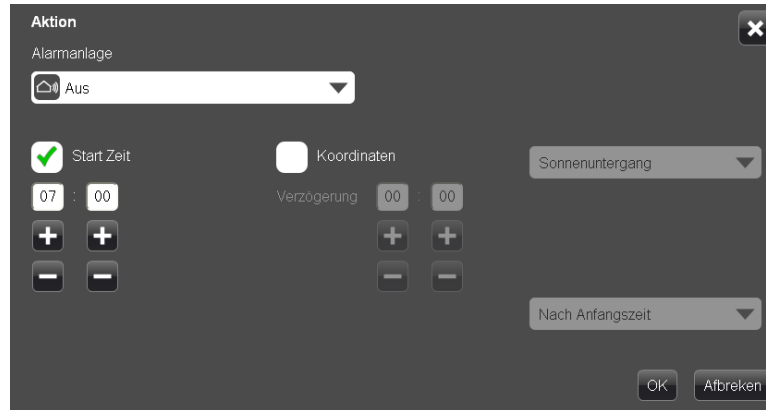 Aktion
Alarmanlage
Aus
Start Zeit
Koordinaten
Sonnenuntergang
07 : 00
Verzögerung 00 : 00
Nach Anfangszeit
OK
Afbreken